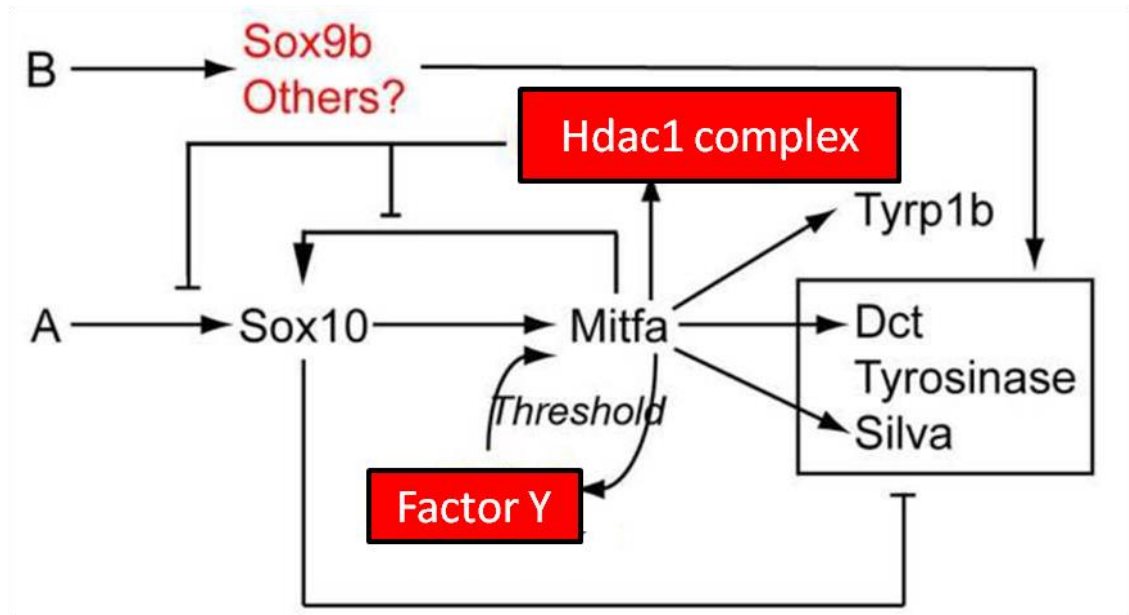 B
Sox9b
Others?
Hdac1 complex
Tyrp1b
A
Sox10
Mitfa
Dct
Tyrosinase
Silva
Threshold
Factor Y